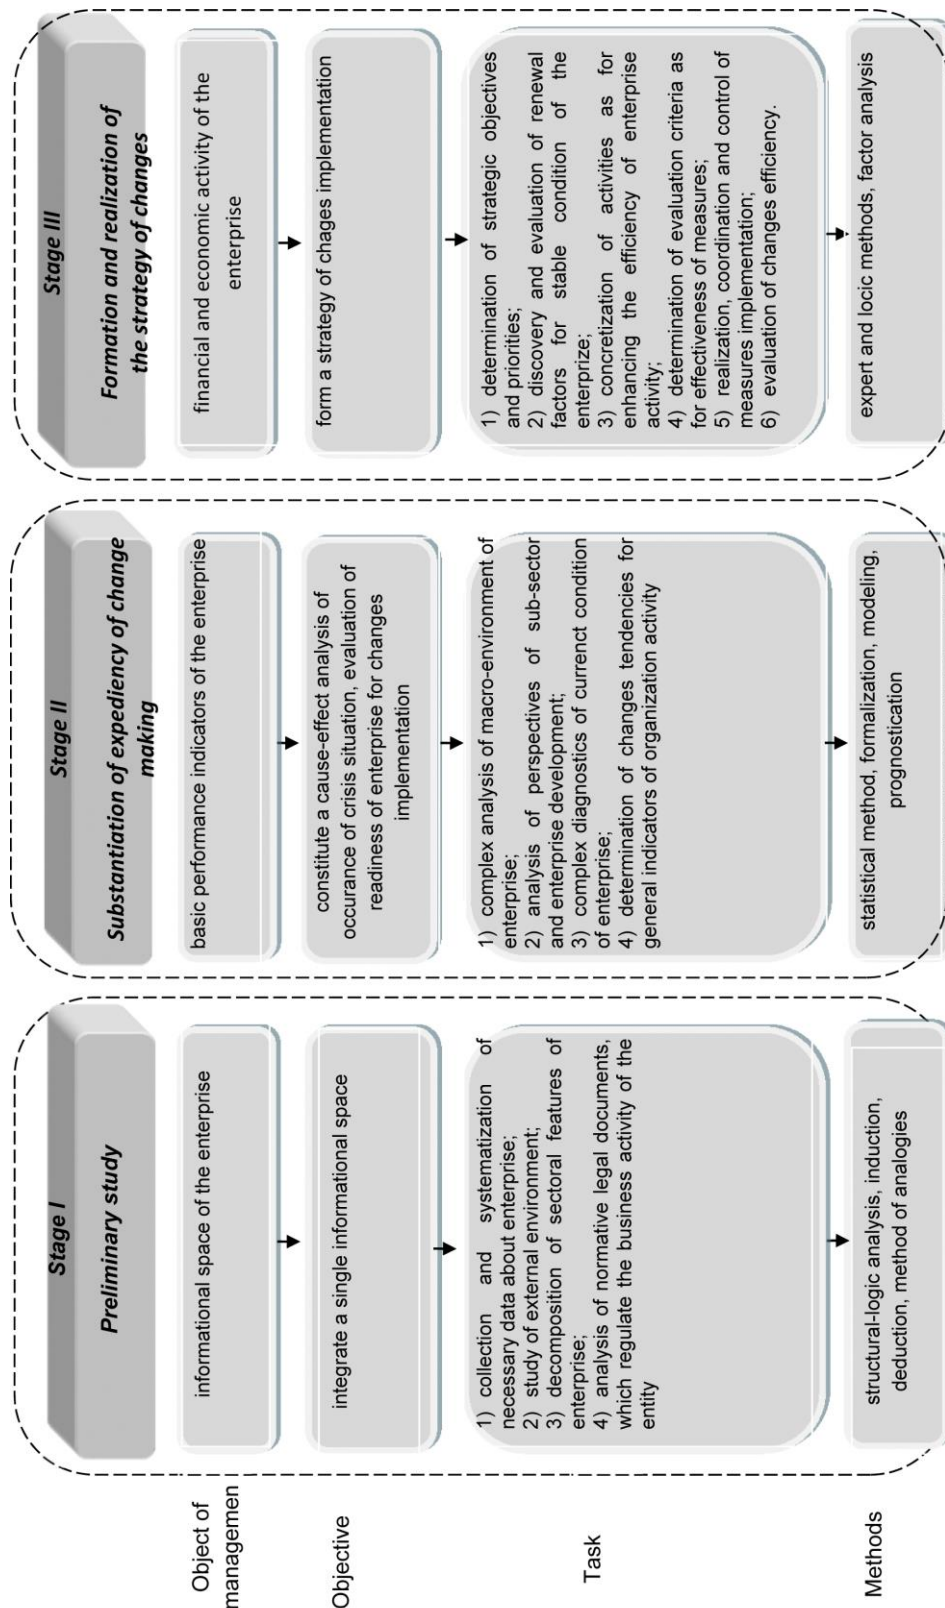 Stage I
Preliminary study
Stage II
Substantiation of expediency of change
making
Stage III
Formation and realization of
the strategy of changes
Object of
managemen
informational space of the enterprise
basic performance indicators of the enterprise
financial and economic activity of the
enterprise
Objective
integrate a single informational space
constitute a cause-effect analysis of
occurance of crisis situation, evaluation of
readiness of enterprise for changes
implementation
form a strategy of chages implementation
Task
1) collection and systematization of
necessary data about enterprise;
2) study of external environment;
3) decomposition of sectoral features of
enterprise;
4) analysis of normative legal documents,
which regulate the business activity of the
entity
1) complex analysis of macro-environment of
enterprise;
2) analysis of perspectives of sub-sector
and enterprise development;
3) complex diagnostics of currenct condition
of enterprise;
4) determination of changes tendencies for
general indicators of organization activity
1) determination of strategic objectives
and priorities;
2) discovery and evaluation of renewal
factors for stable condition of the
enterprize;
3) concretization of activities as for
enhancing the efficiency of enterprise
activity;
4) determination of evaluation criteria as
for effectiveness of measures;
5) realization, coordination and control of
measures implementation;
6) evaluation of changes efficiency.
Methods
structural-logic analysis, induction,
deduction, method of analogies
statistical method, formalization, modeling,
prognostication
expert and locic methods, factor analysis